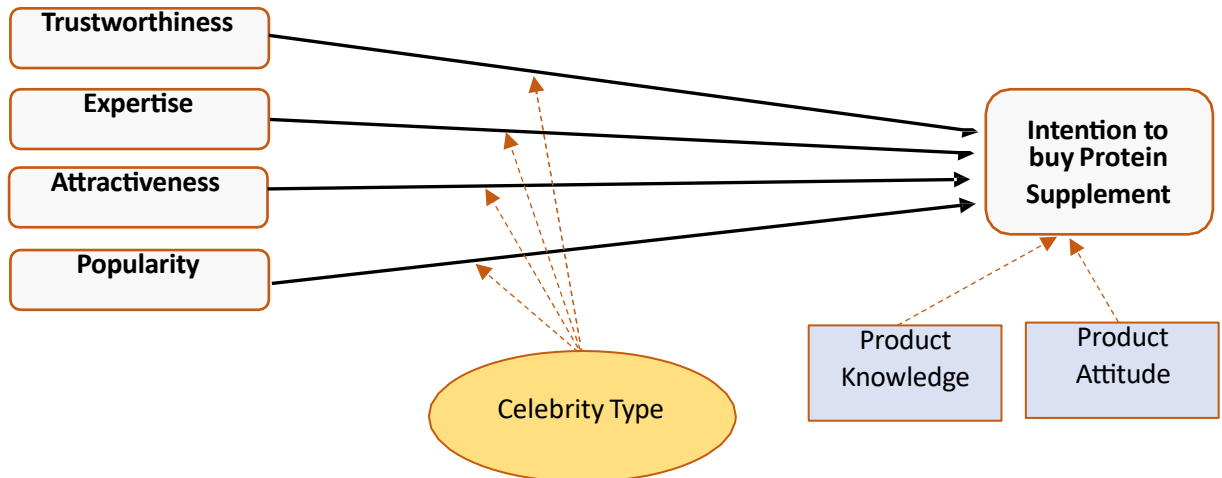 Trustworthiness
Expertise
Attractiveness
Popularity
Intention to
buy Protein
Supplement
Product
Knowledge
Product
Attitude
Celebrity Type